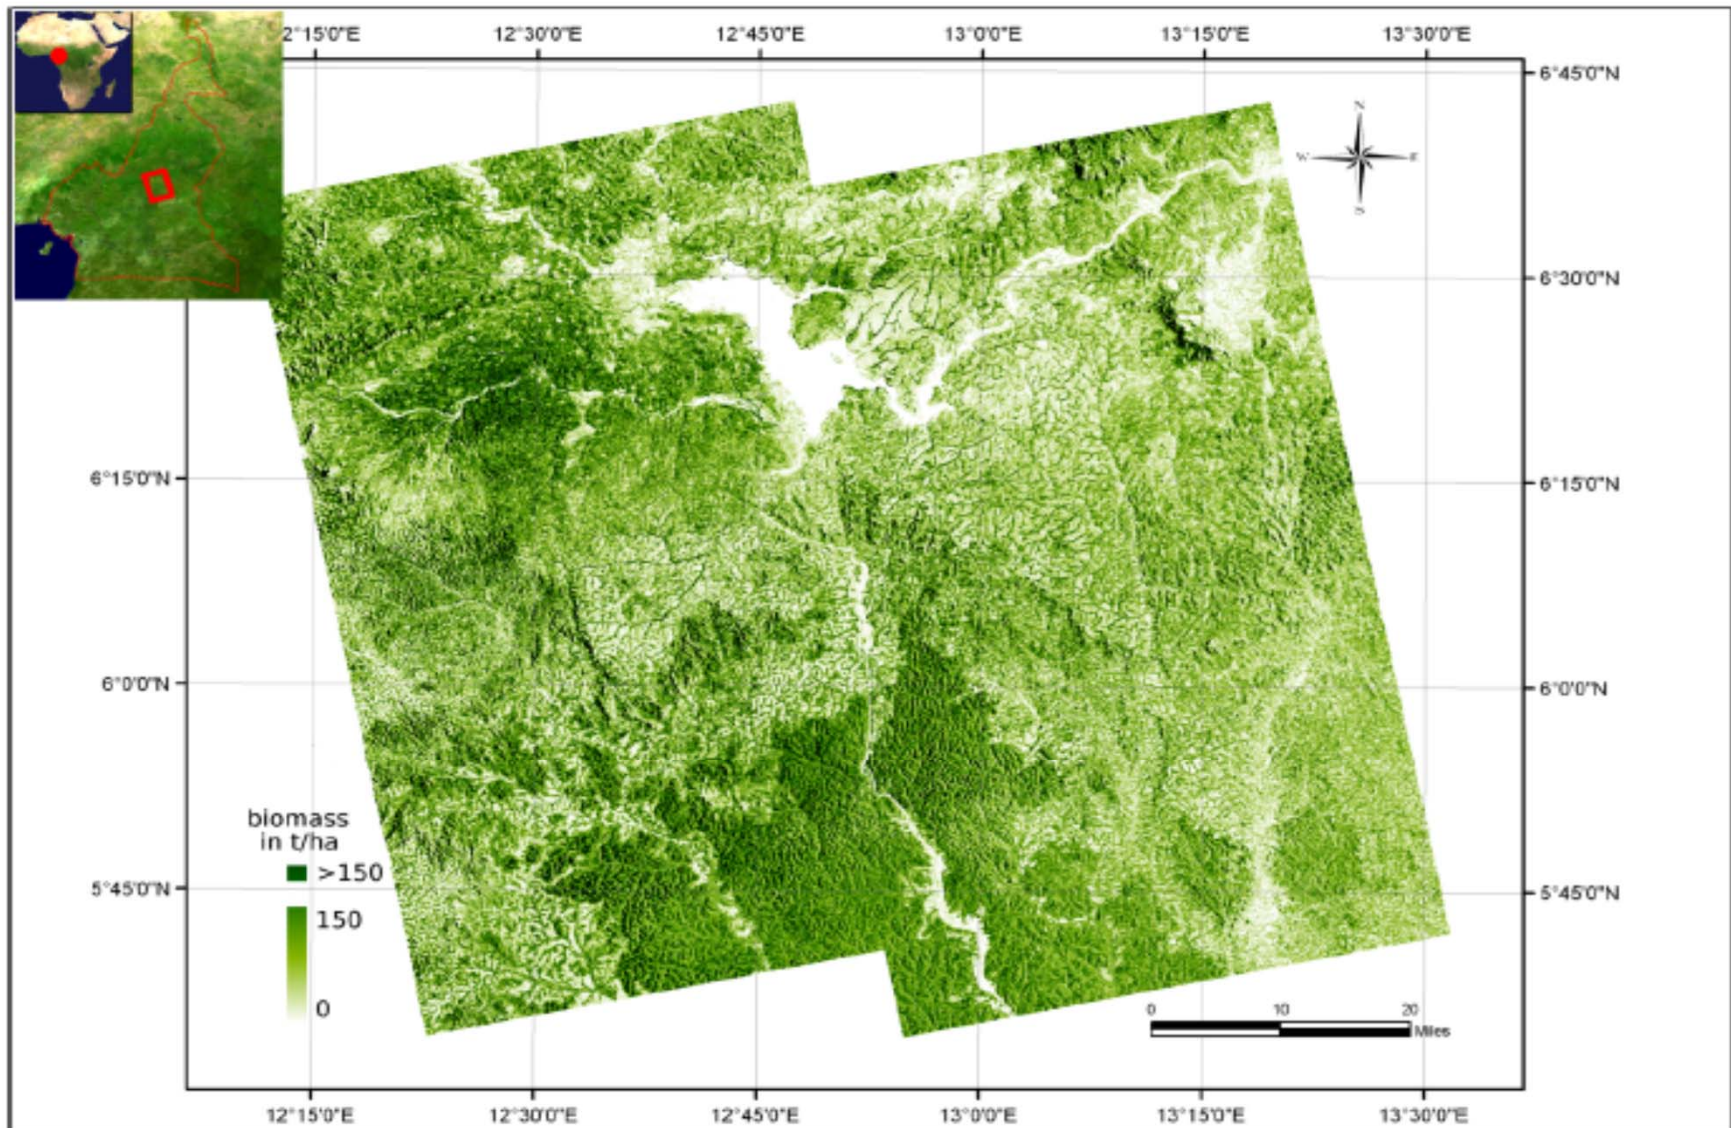 2°15'0"E 12°30'0"E 12°45'0"E 13°0'0"E 13°15'0"E 13°30'0"E
6°45'0"N
N
W E
S
6°30'0"N
6°15'0"N 6°15'0"N
6°0'0"N 6°0'0"N
biomass
in t/ha
>150
5°45'0"N 5°45'0"N
150
0
0 10 20
Miles
12°15'0"E 12°30'0"E 12°45'0"E 13°0'0"E 13°15'0"E 13°30'0"E